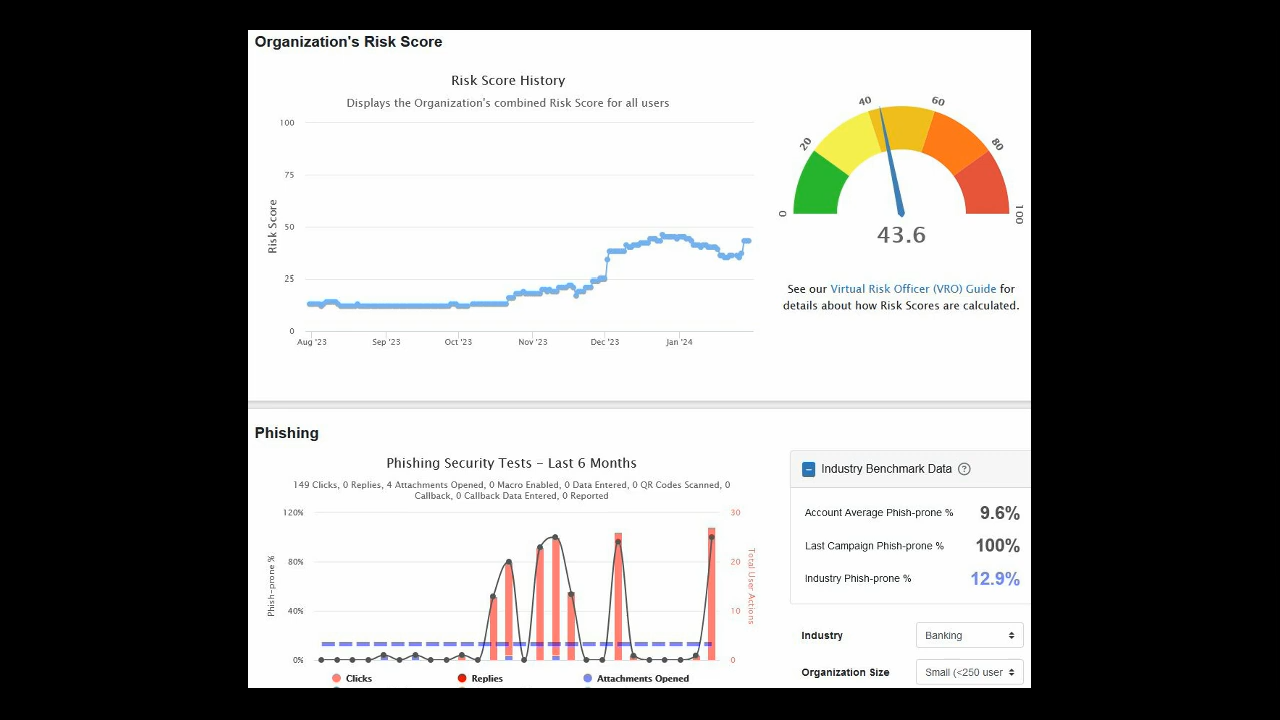 Organization's Risk Score
Risk Score History
Displays the Organization's combined Risk Score for all users
100
75
50
25
0
Risk Score
Aug '23
Sep '23
Oct '23
Nov '23
Dec '23
Jan '24
0
20
40
60
80
100
43.6
See our Virtual Risk Officer (VRO) Guide for
details about how Risk Scores are calculated.
Phishing
Phishing Security Tests – Last 6 Months
149 Clicks, 0 Replies, 4 Attachments Opened, 0 Macro Enabled, 0 Data Entered, 0 QR Codes Scanned, 0
Callback, 0 Callback Data Entered, 0 Reported
120%
80%
40%
0%
Phish-prone %
30
20
10
0
Total User Actions
Clicks
Replies
Attachments Opened
Industry Benchmark Data ?
Account Average Phish-prone % 9.6%
Last Campaign Phish-prone % 100%
Industry Phish-prone % 12.9%
Industry Banking
Organization Size Small (<250 user